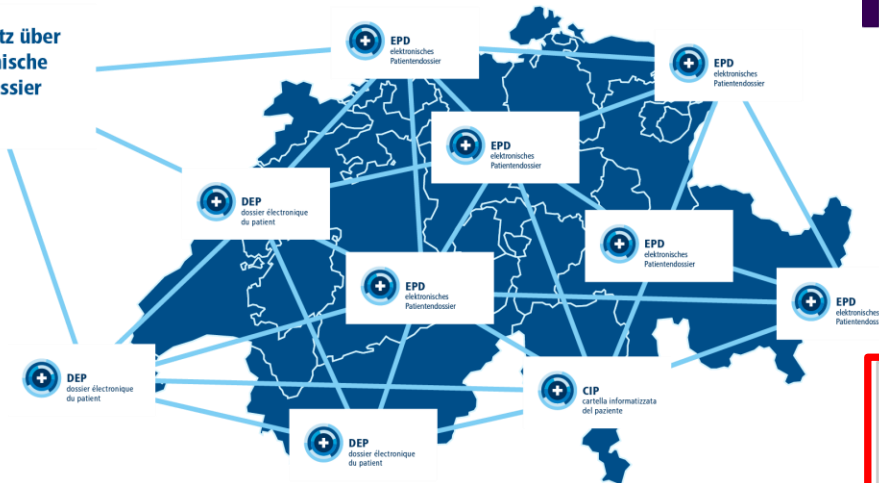 tz über
nische
ssier
EPD
elektronisches
Patientendossier
EPD
elektronisches
Patientendossier
EPD
elektronisches
Patientendossier
DEP
dossier électronique
du patient
EPD
elektronisches
Patientendossier
EPD
elektronisches
Patientendossier
EPD
elektronisches
Patientendoss
DEP
dossier électronique
du patient
CIP
cartella informatizzata
del paziente
DEP
dossier électronique
du patient